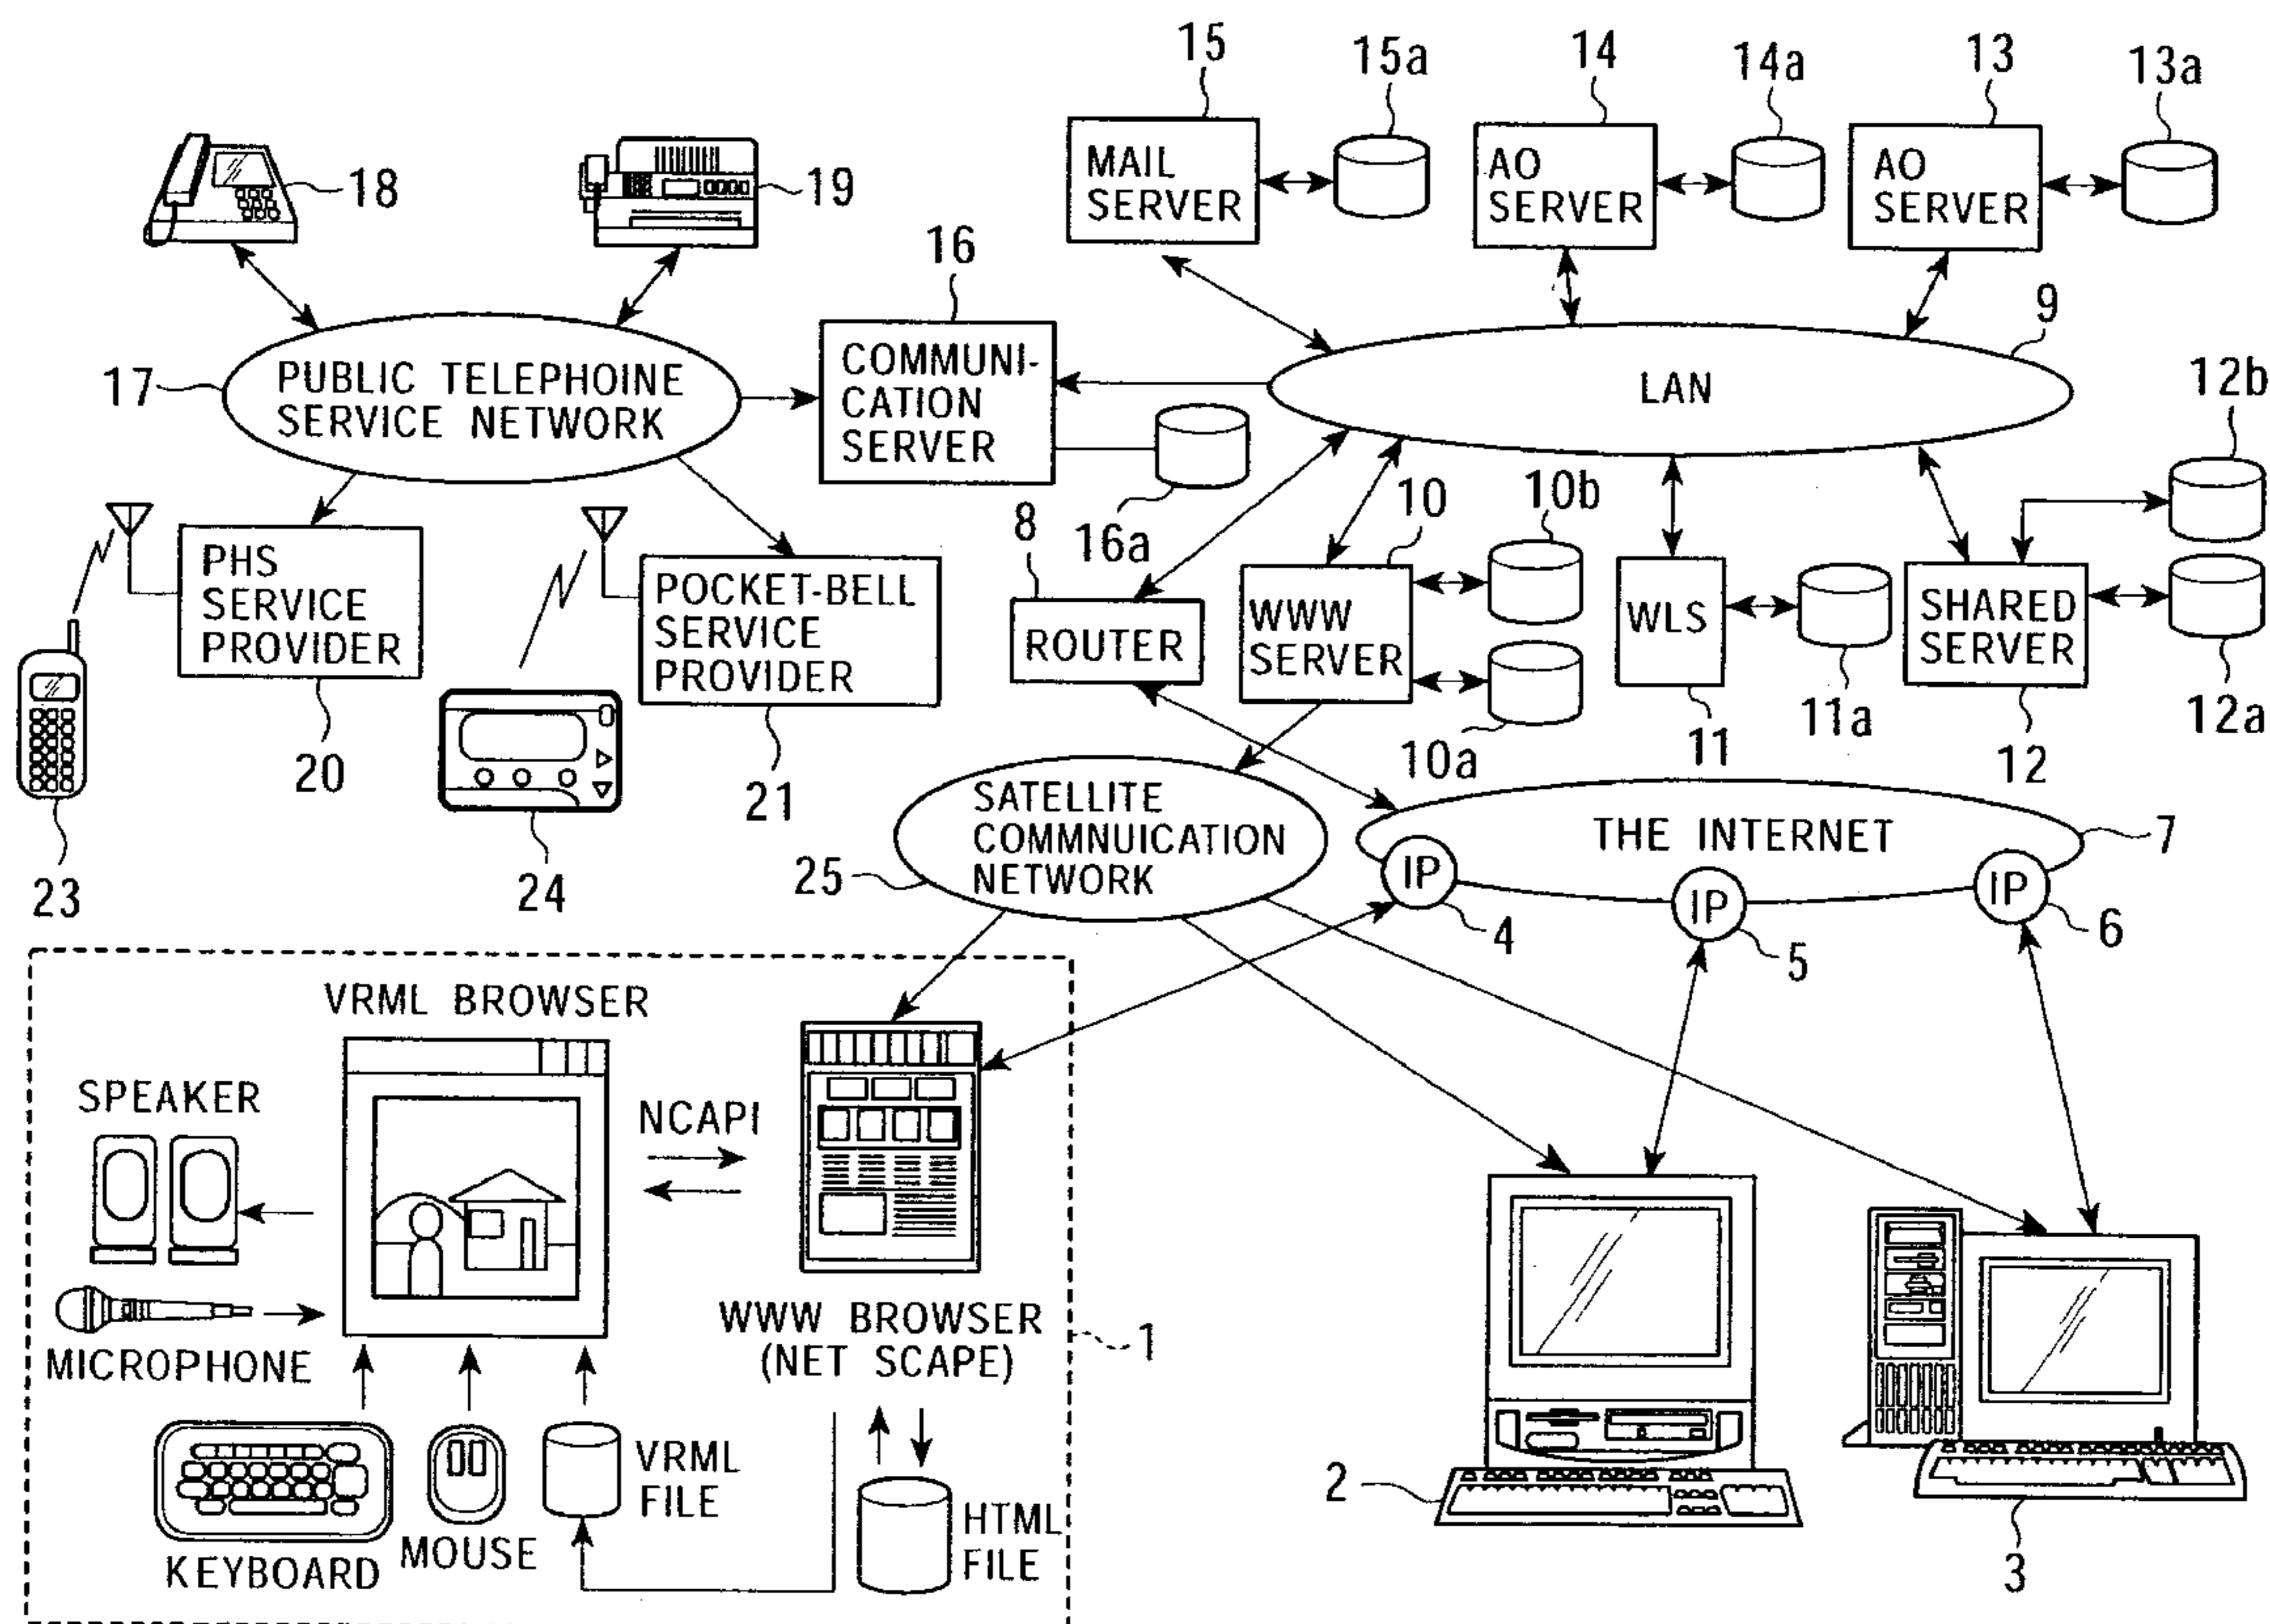 15
15a
14
14a
13
13a
18
19
MAIL
SERVER
AO
SERVER
AO
SERVER
16
9
17
PUBLIC TELEPHOINE
SERVICE NETWORK
COMMUNI-
CATION
SERVER
LAN
12b
16a
8
10
10b
PHS
SERVICE
PROVIDER
POCKET-BELL
SERVICE
PROVIDER
ROUTER
WWW
SERVER
WLS
SHARED
SERVER
23
20
24
21
10a
11
11a
12
12a
25
SATELLITE
COMMNUICATION
NETWORK
THE INTERNET
7
IP
IP
IP
4
5
6
VRML BROWSER
SPEAKER
NCAPI
MICROPHONE
WWW BROWSER
(NET SCAPE)
1
KEYBOARD
MOUSE
VRML
FILE
HTML
FILE
2
3